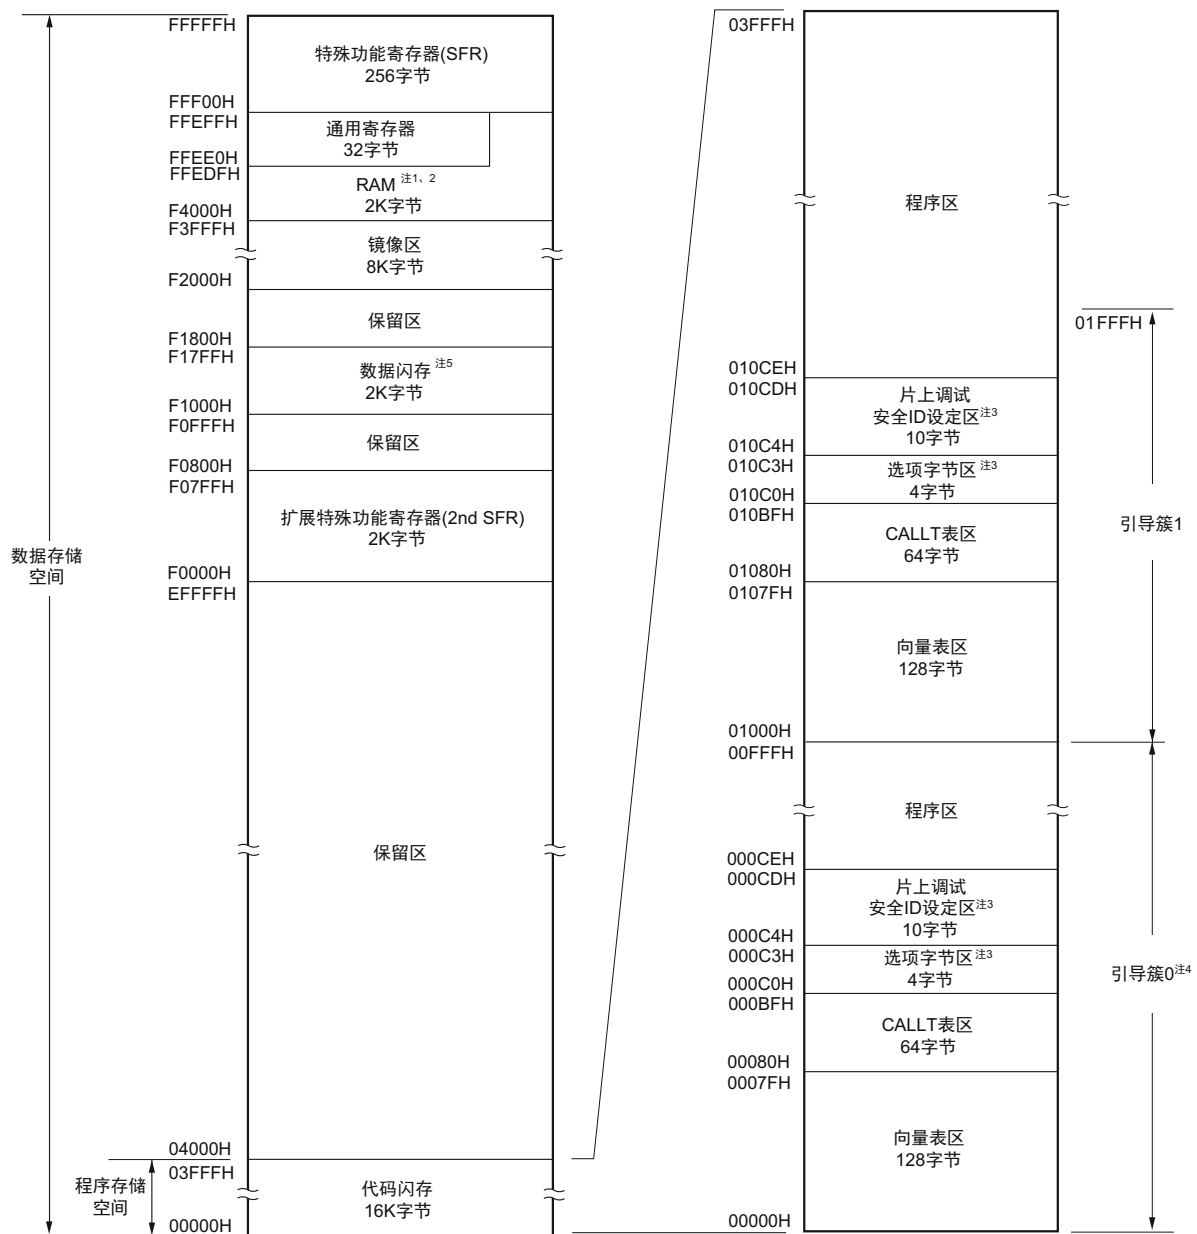 FFFFFH
特殊功能寄存器(SFR)
256字节
FFF00H
FFEFFH
通用寄存器
32字节
FFEE0H
FFEDFH
RAM 注1、2
2K字节
F4000H
F3FFFH
镜像区
8K字节
F2000H
保留区
F1800H
F17FFH
数据闪存 注5
2K字节
F1000H
F0FFFH
保留区
F0800H
F07FFH
扩展特殊功能寄存器(2nd SFR)
2K字节
F0000H
EFFFFH
数据存储
空间
保留区
04000H
03FFFH
程序存储
空间
代码闪存
16K字节
00000H
03FFFH
程序区
01FFFH
010CEH
010CDH
片上调试
安全ID设定区注3
10字节
010C4H
010C3H
选项字节区 注3
4字节
010C0H
010BFH
引导簇1
CALLT表区
64字节
01080H
0107FH
向量表区
128字节
01000H
00FFFH
程序区
000CEH
000CDH
片上调试
安全ID设定区注3
10字节
000C4H
000C3H
选项字节区 注3
4字节
引导簇0注4
000C0H
000BFH
CALLT表区
64字节
00080H
0007FH
向量表区
128字节
00000H